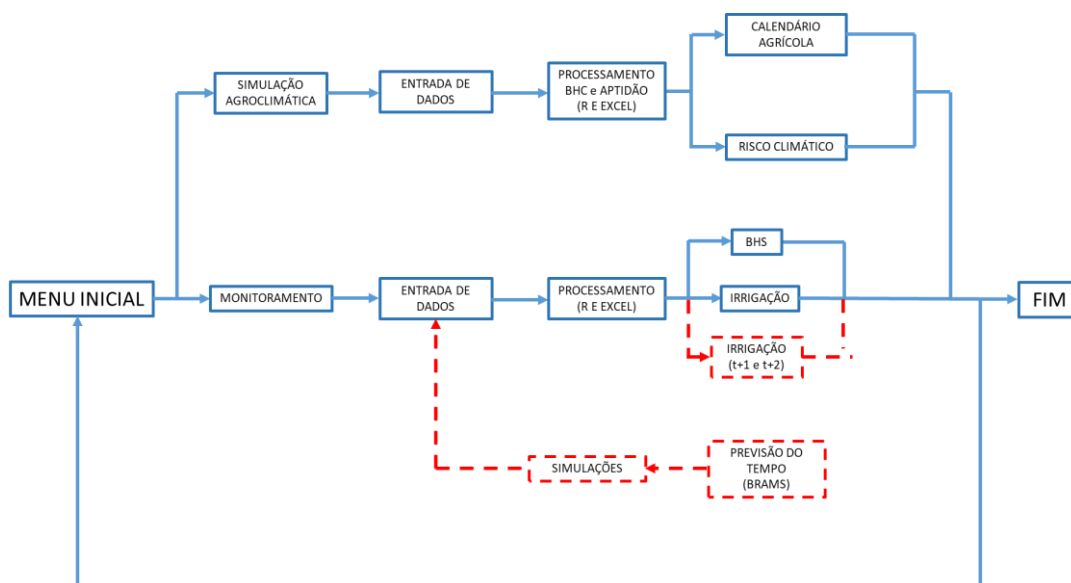 CALENDÁRIO
AGRÍCOLA
SIMULAÇÃO
AGROCLIMÁTICA
ENTRADA DE
DADOS
PROCESSAMENTO
BHC e APTIDÃO
(R E EXCEL)
RISCO CLIMÁTICO
BHS
MENU INICIAL
MONITORAMENTO
ENTRADA DE
DADOS
PROCESSAMENTO
(R E EXCEL)
IRRIGAÇÃO
FIM
IRRIGAÇÃO
(t+1 e t+2)
SIMULAÇÕES
PREVISÃO DO
TEMPO
(BRAMS)